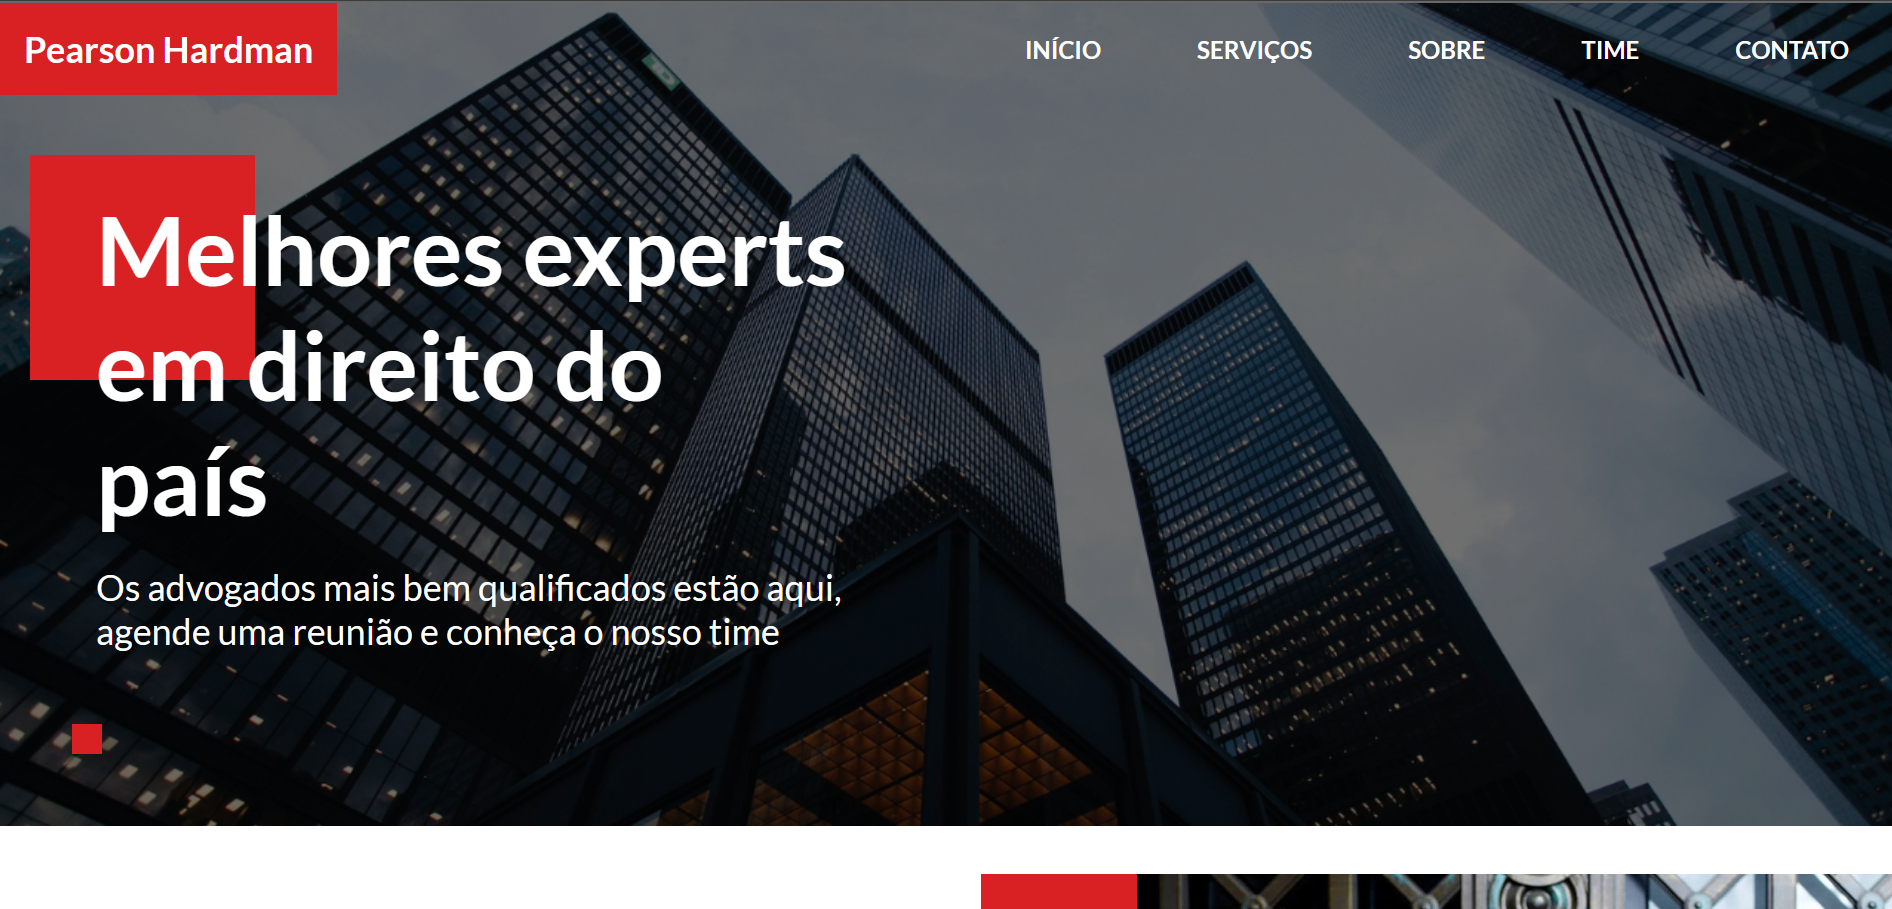 Pearson Hardman
INÍCIO SERVIÇOS SOBRE TIME CONTATO
Melhores experts
em direito do
país
Os advogados mais bem qualificados estão aqui,
agende uma reunião e conheça o nosso time